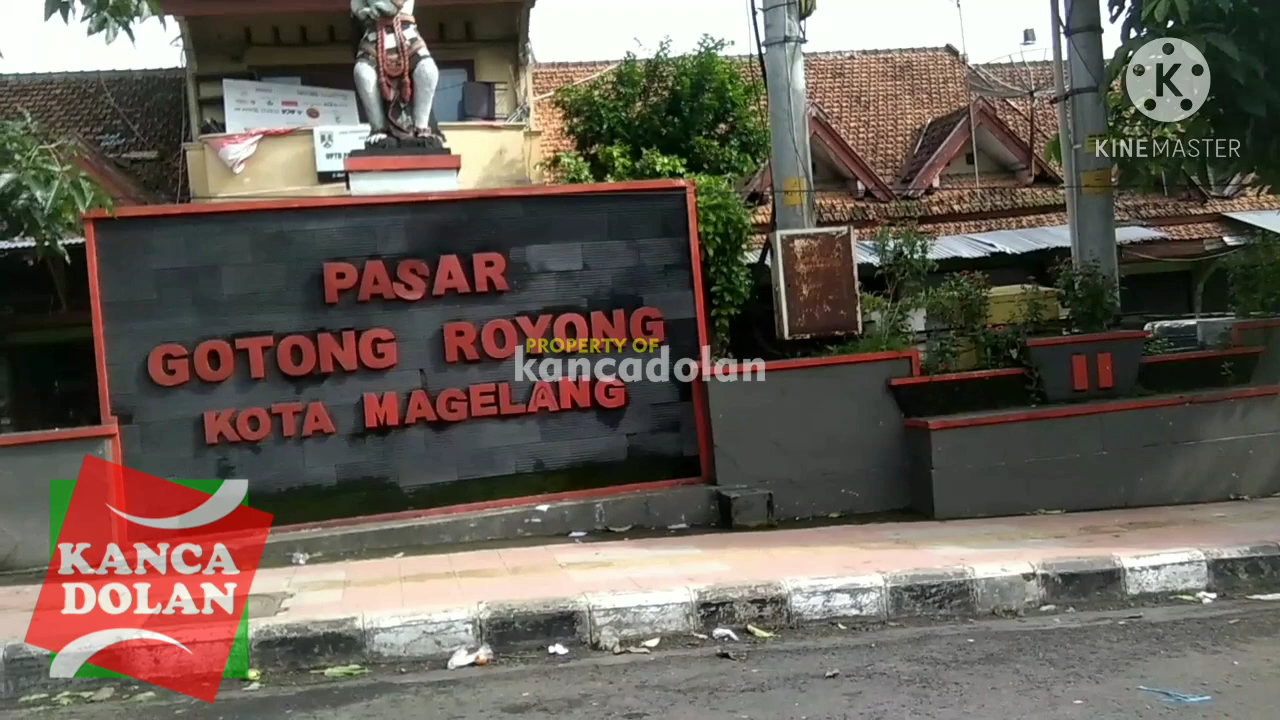 KINEMASTER
K
PASAR
GOTONG ROYONG
KOTA MAGELANG
PROPERTY OF
kancadolan
KANCA
DOLAN